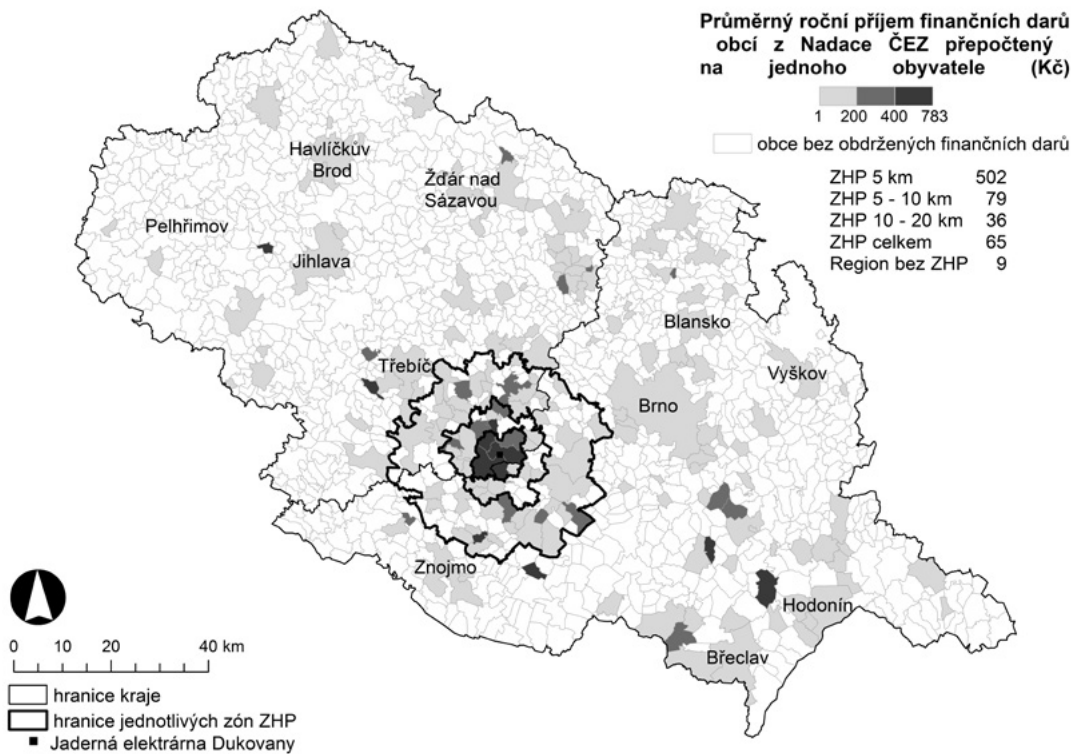 Průměrný roční příjem finančních darů
obcí z Nadace ČEZ přepočtený
na jednoho obyvatele (Kč)
1 200 400 783
obce bez obdržených finančních darů
ZHP 5 km 502
ZHP 5 - 10 km 79
ZHP 10 - 20 km 36
ZHP celkem 65
Region bez ZHP 9
Havlíčkův
Brod
Žďár nad
Sázavou
Pelhřimov
Jihlava
Blansko
Třebíč
Vyškov
Brno
Znojmo
Hodonín
Břeclav
0 10 20 40 km
hranice kraje
hranice jednotlivých zón ZHP
Jaderná elektrárna Dukovany